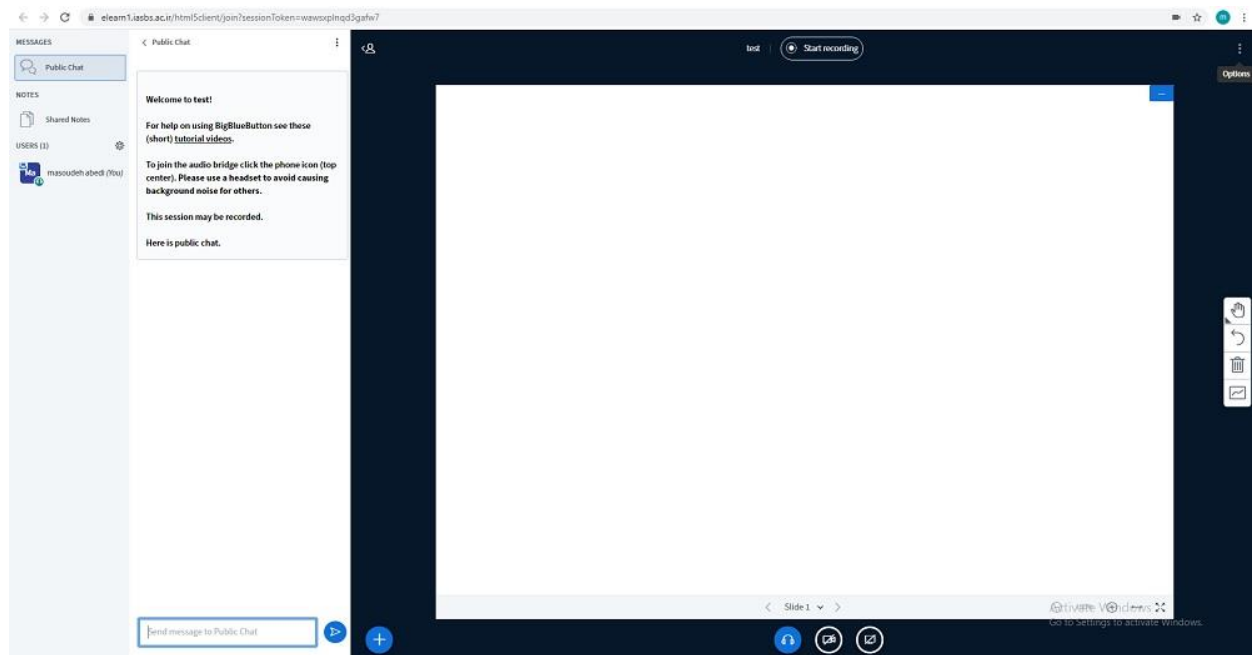 elearn1.iasbs.ac.ir/html5client/join?sessionToken=wawsxplnqd3gafw7
m
MESSAGES
Public Chat
NOTES
Shared Notes
USERS (1)
Ma
masoudeh abedi (You)
Public Chat
Welcome to test!
For help on using BigBlueButton see these
(short) tutorial videos.
To join the audio bridge click the phone icon (top
center). Please use a headset to avoid causing
background noise for others.
This session may be recorded.
Here is public chat.
Send message to Public Chat
test
Start recording
Options
Slide 1
Activate Windows
Go to Settings to activate Windows.